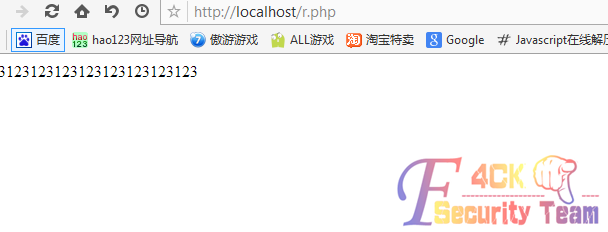 http://localhost/r.php
百度 hao123网址导航 傲游游戏 ALL游戏 淘宝特卖 Google Javascript在线解压
3123123123123123123123123
F 4CK
Security Team